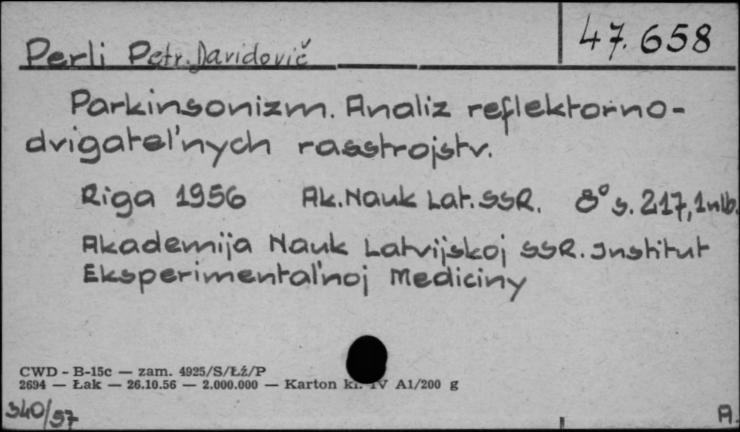 47.658
Perli Petr. Davidovič
Parkinsonizm. Analiz reflektorno-
dvigatel'nych rasstrojstv.
Riga 1956 Ak. Nauk Lat. SSR. 8° s. 217, 1 nlb.
Akademija Nauk Latvijskoj SSR. Institut
Eksperimental'noj Mediciny
CWD - B-15c — zam. 4925/S/Łź/P
2694 — Łak — 26.10.56 — 2.000.000 — Karton kl. IV A1/200 g
340/57
A.